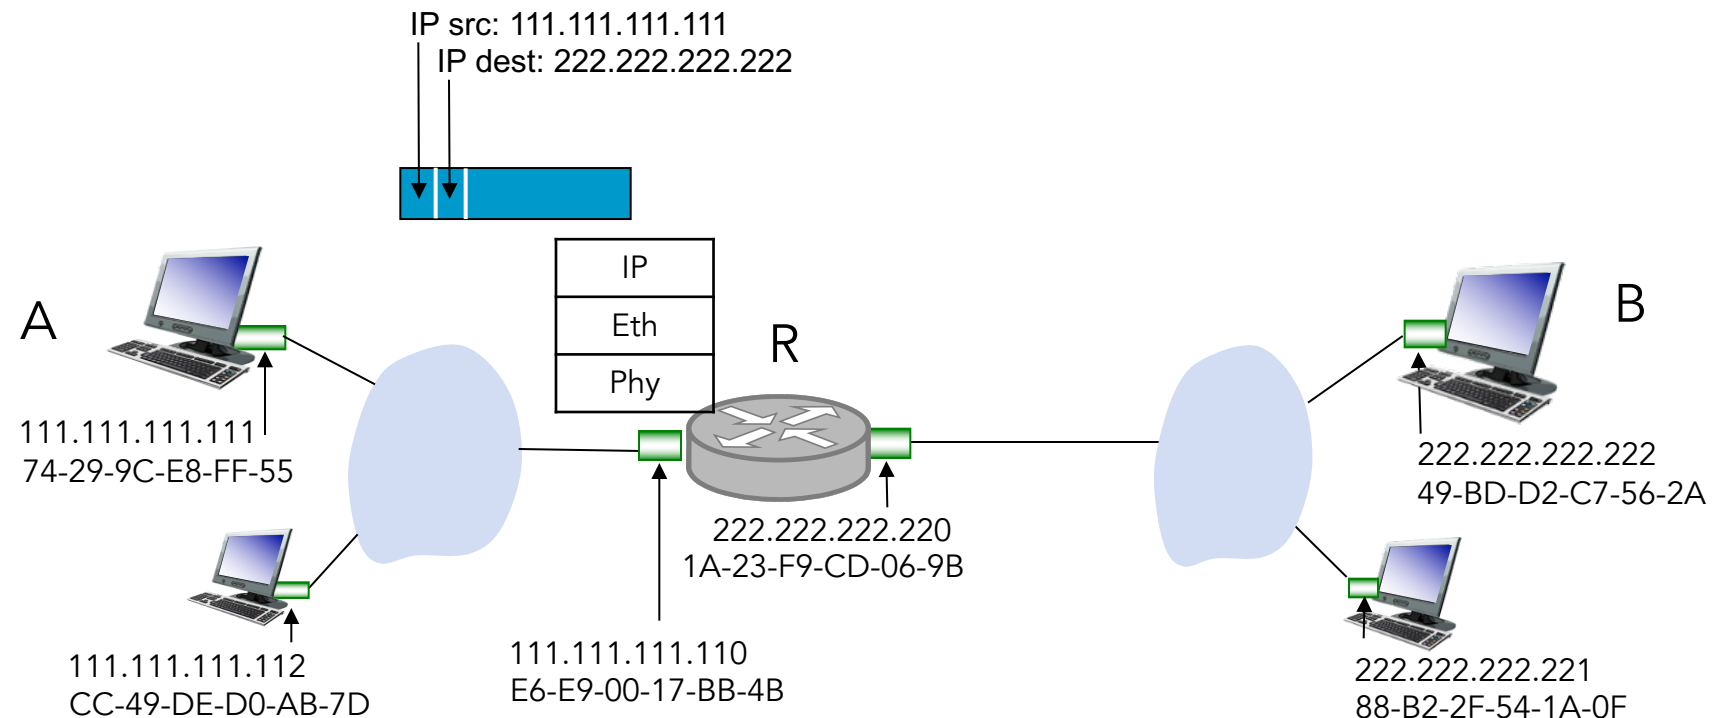 IP src: 111.111.111.111
IP dest: 222.222.222.222
IP
Eth
Phy
A
R
B
111.111.111.111
74-29-9C-E8-FF-55
222.222.222.222
49-BD-D2-C7-56-2A
222.222.222.220
1A-23-F9-CD-06-9B
111.111.111.112
CC-49-DE-D0-AB-7D
111.111.111.110
E6-E9-00-17-BB-4B
222.222.222.221
88-B2-2F-54-1A-0F